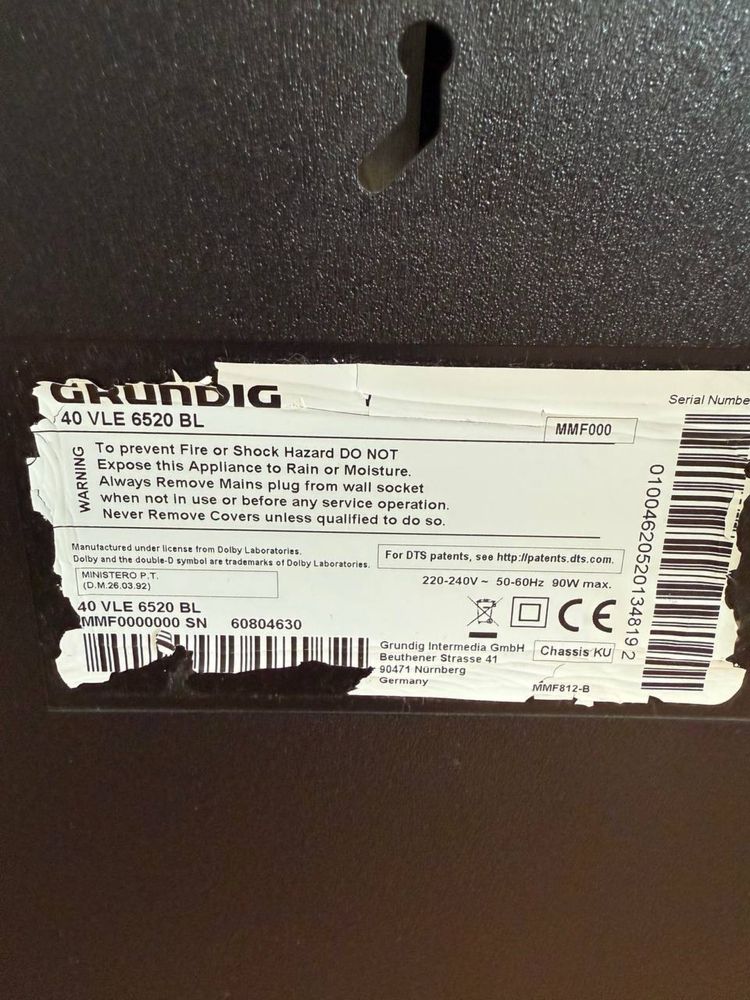 GRUNDIG
Serial Numbe
40 VLE 6520 BL
MMF000
WARNING
To prevent Fire or Shock Hazard DO NOT
Expose this Appliance to Rain or Moisture.
Always Remove Mains plug from wall socket
when not in use or before any service operation.
Never Remove Covers unless qualified to do so.
Manufactured under license from Dolby Laboratories.
Dolby and the double-D symbol are trademarks of Dolby Laboratories.
For DTS patents, see http://patents.dts.com.
MINISTERO P.T.
(D.M.26.03.92)
220-240V ~ 50-60Hz 90W max.
40 VLE 6520 BL
MMF0000000 SN 60804630
CE
Grundig Intermedia GmbH
Beuthener Strasse 41
90471 Nürnberg
Germany
Chassis KU
MMF812-B
01004620520134819 2